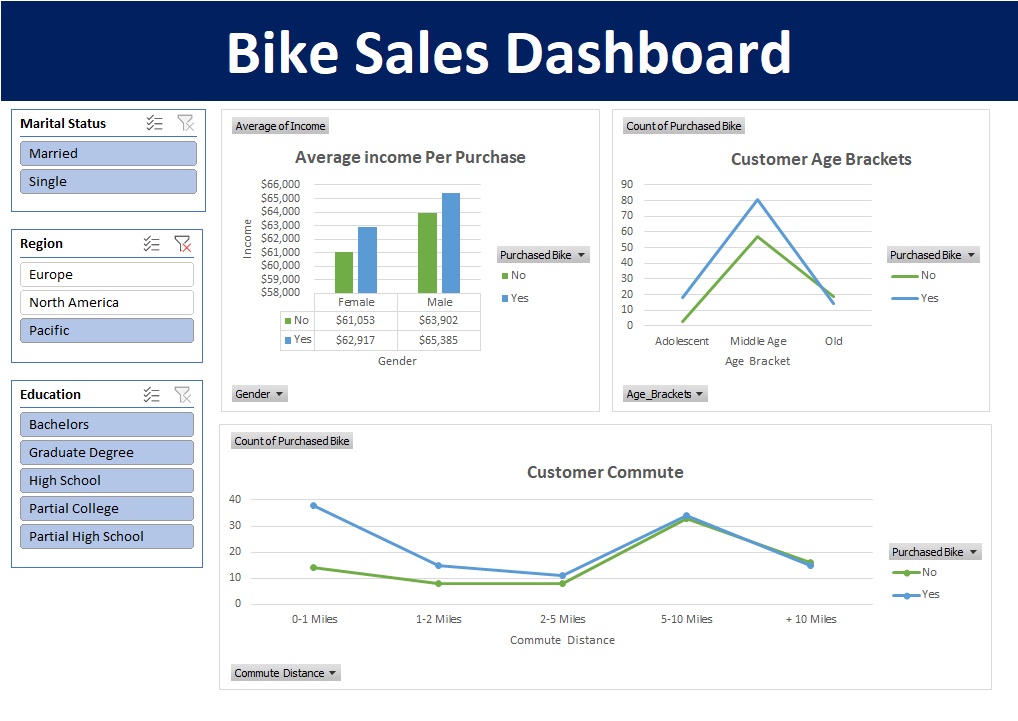 Bike Sales Dashboard
Marital Status
Married
Single
Region
Europe
North America
Pacific
Education
Bachelors
Graduate Degree
High School
Partial College
Partial High School
Average of Income
Average income Per Purchase
$66,000
$65,000
$64,000
$63,000
$62,000
$61,000
$60,000
$59,000
$58,000
Income
Female Male
No $61,053 $63,902
Yes $62,917 $65,385
Gender
Purchased Bike
No
Yes
Gender
Count of Purchased Bike
Customer Age Brackets
90
80
70
60
50
40
30
20
10
0
Adolescent Middle Age Old
Age Bracket
Purchased Bike
No
Yes
Age_Brackets
Count of Purchased Bike
Customer Commute
40
30
20
10
0
0-1 Miles 1-2 Miles 2-5 Miles 5-10 Miles + 10 Miles
Commute Distance
Purchased Bike
No
Yes
Commute Distance